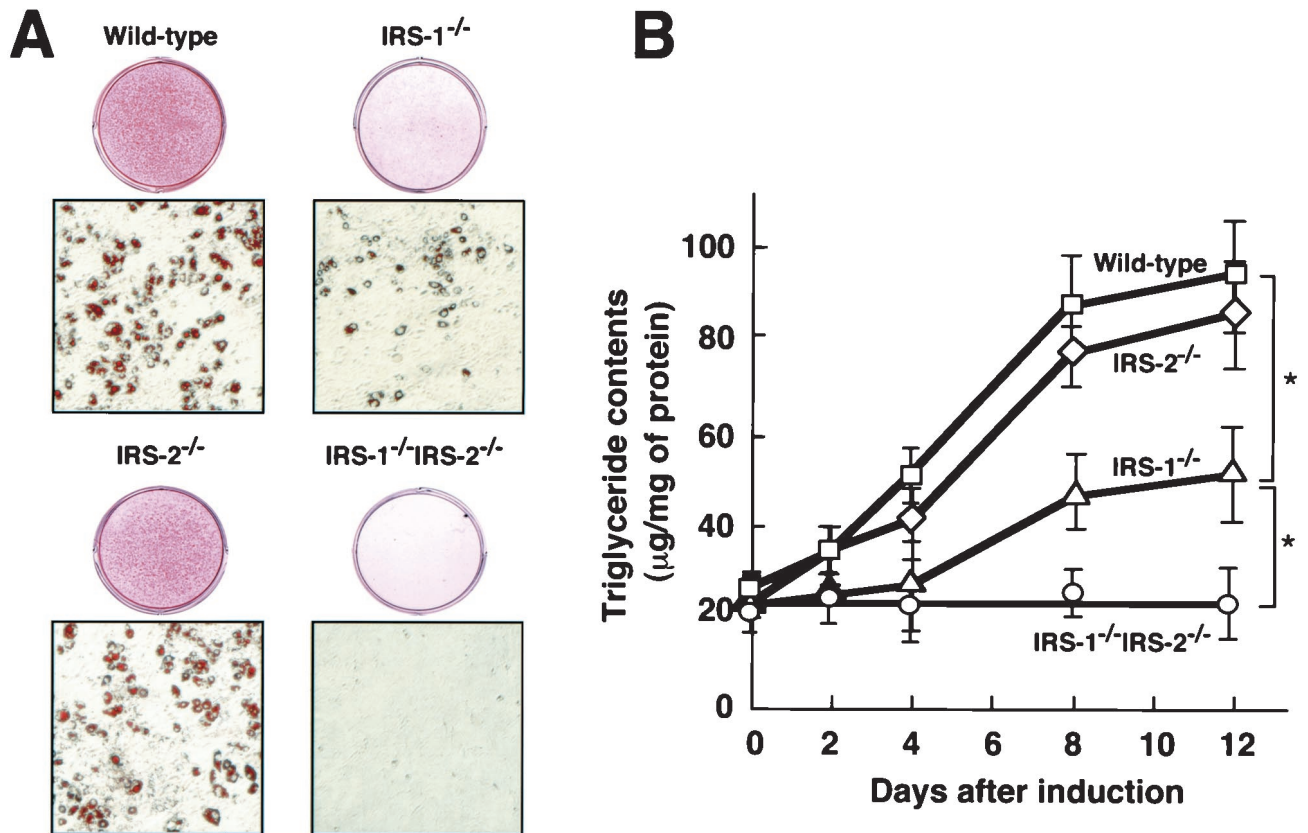 A
Wild-type
IRS-1-/-
IRS-2-/-
IRS-1-/-IRS-2-/-
B
Triglyceride contents
(μg/mg of protein)
100
80
60
40
20
0
Wild-type
IRS-2-/-
IRS-1-/-
IRS-1-/-IRS-2-/-
*
*
0 2 4 6 8 10 12
Days after induction